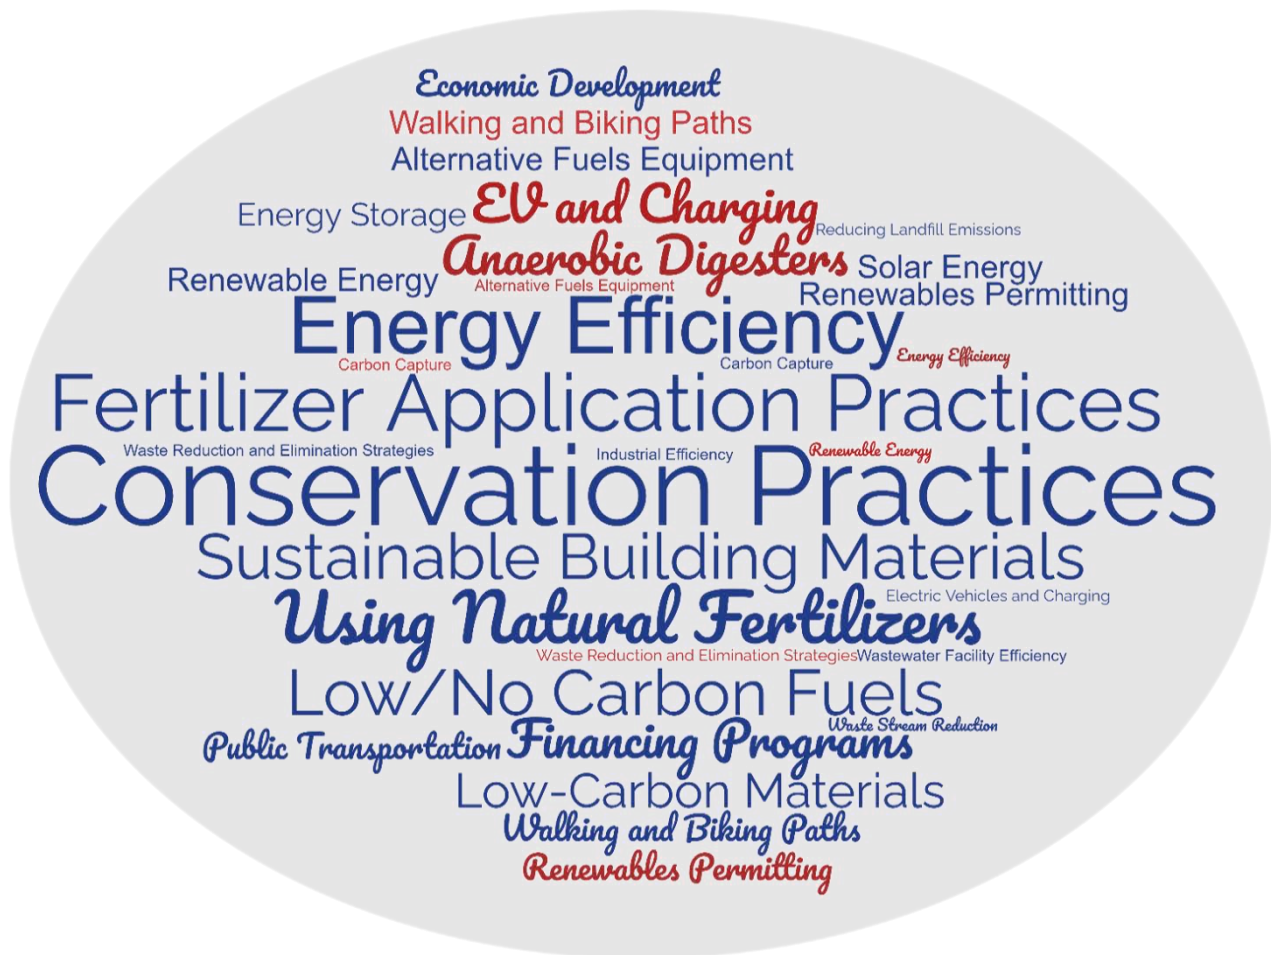 Economic Development
Walking and Biking Paths
Alternative Fuels Equipment
Energy Storage
EV and Charging
Reducing Landfill Emissions
Anaerobic Digesters
Solar Energy
Renewable Energy
Alternative Fuels Equipment
Renewables Permitting
Energy Efficiency
Carbon Capture
Carbon Capture
Energy Efficiency
Fertilizer Application Practices
Waste Reduction and Elimination Strategies
Industrial Efficiency
Renewable Energy
Conservation Practices
Sustainable Building Materials
Electric Vehicles and Charging
Using Natural Fertilizers
Waste Reduction and Elimination Strategies
Wastewater Facility Efficiency
Low/No Carbon Fuels
Waste Stream Reduction
Public Transportation
Financing Programs
Low-Carbon Materials
Walking and Biking Paths
Renewables Permitting